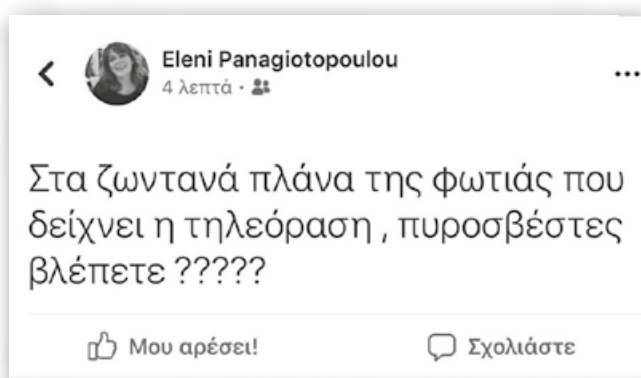 Eleni Panagiotopoulou
4 λεπτά ·
Στα ζωντανά πλάνα της φωτιάς που
δείχνει η τηλεόραση , πυροσβέστες
βλέπετε ?????
Μου αρέσει!
Σχολιάστε